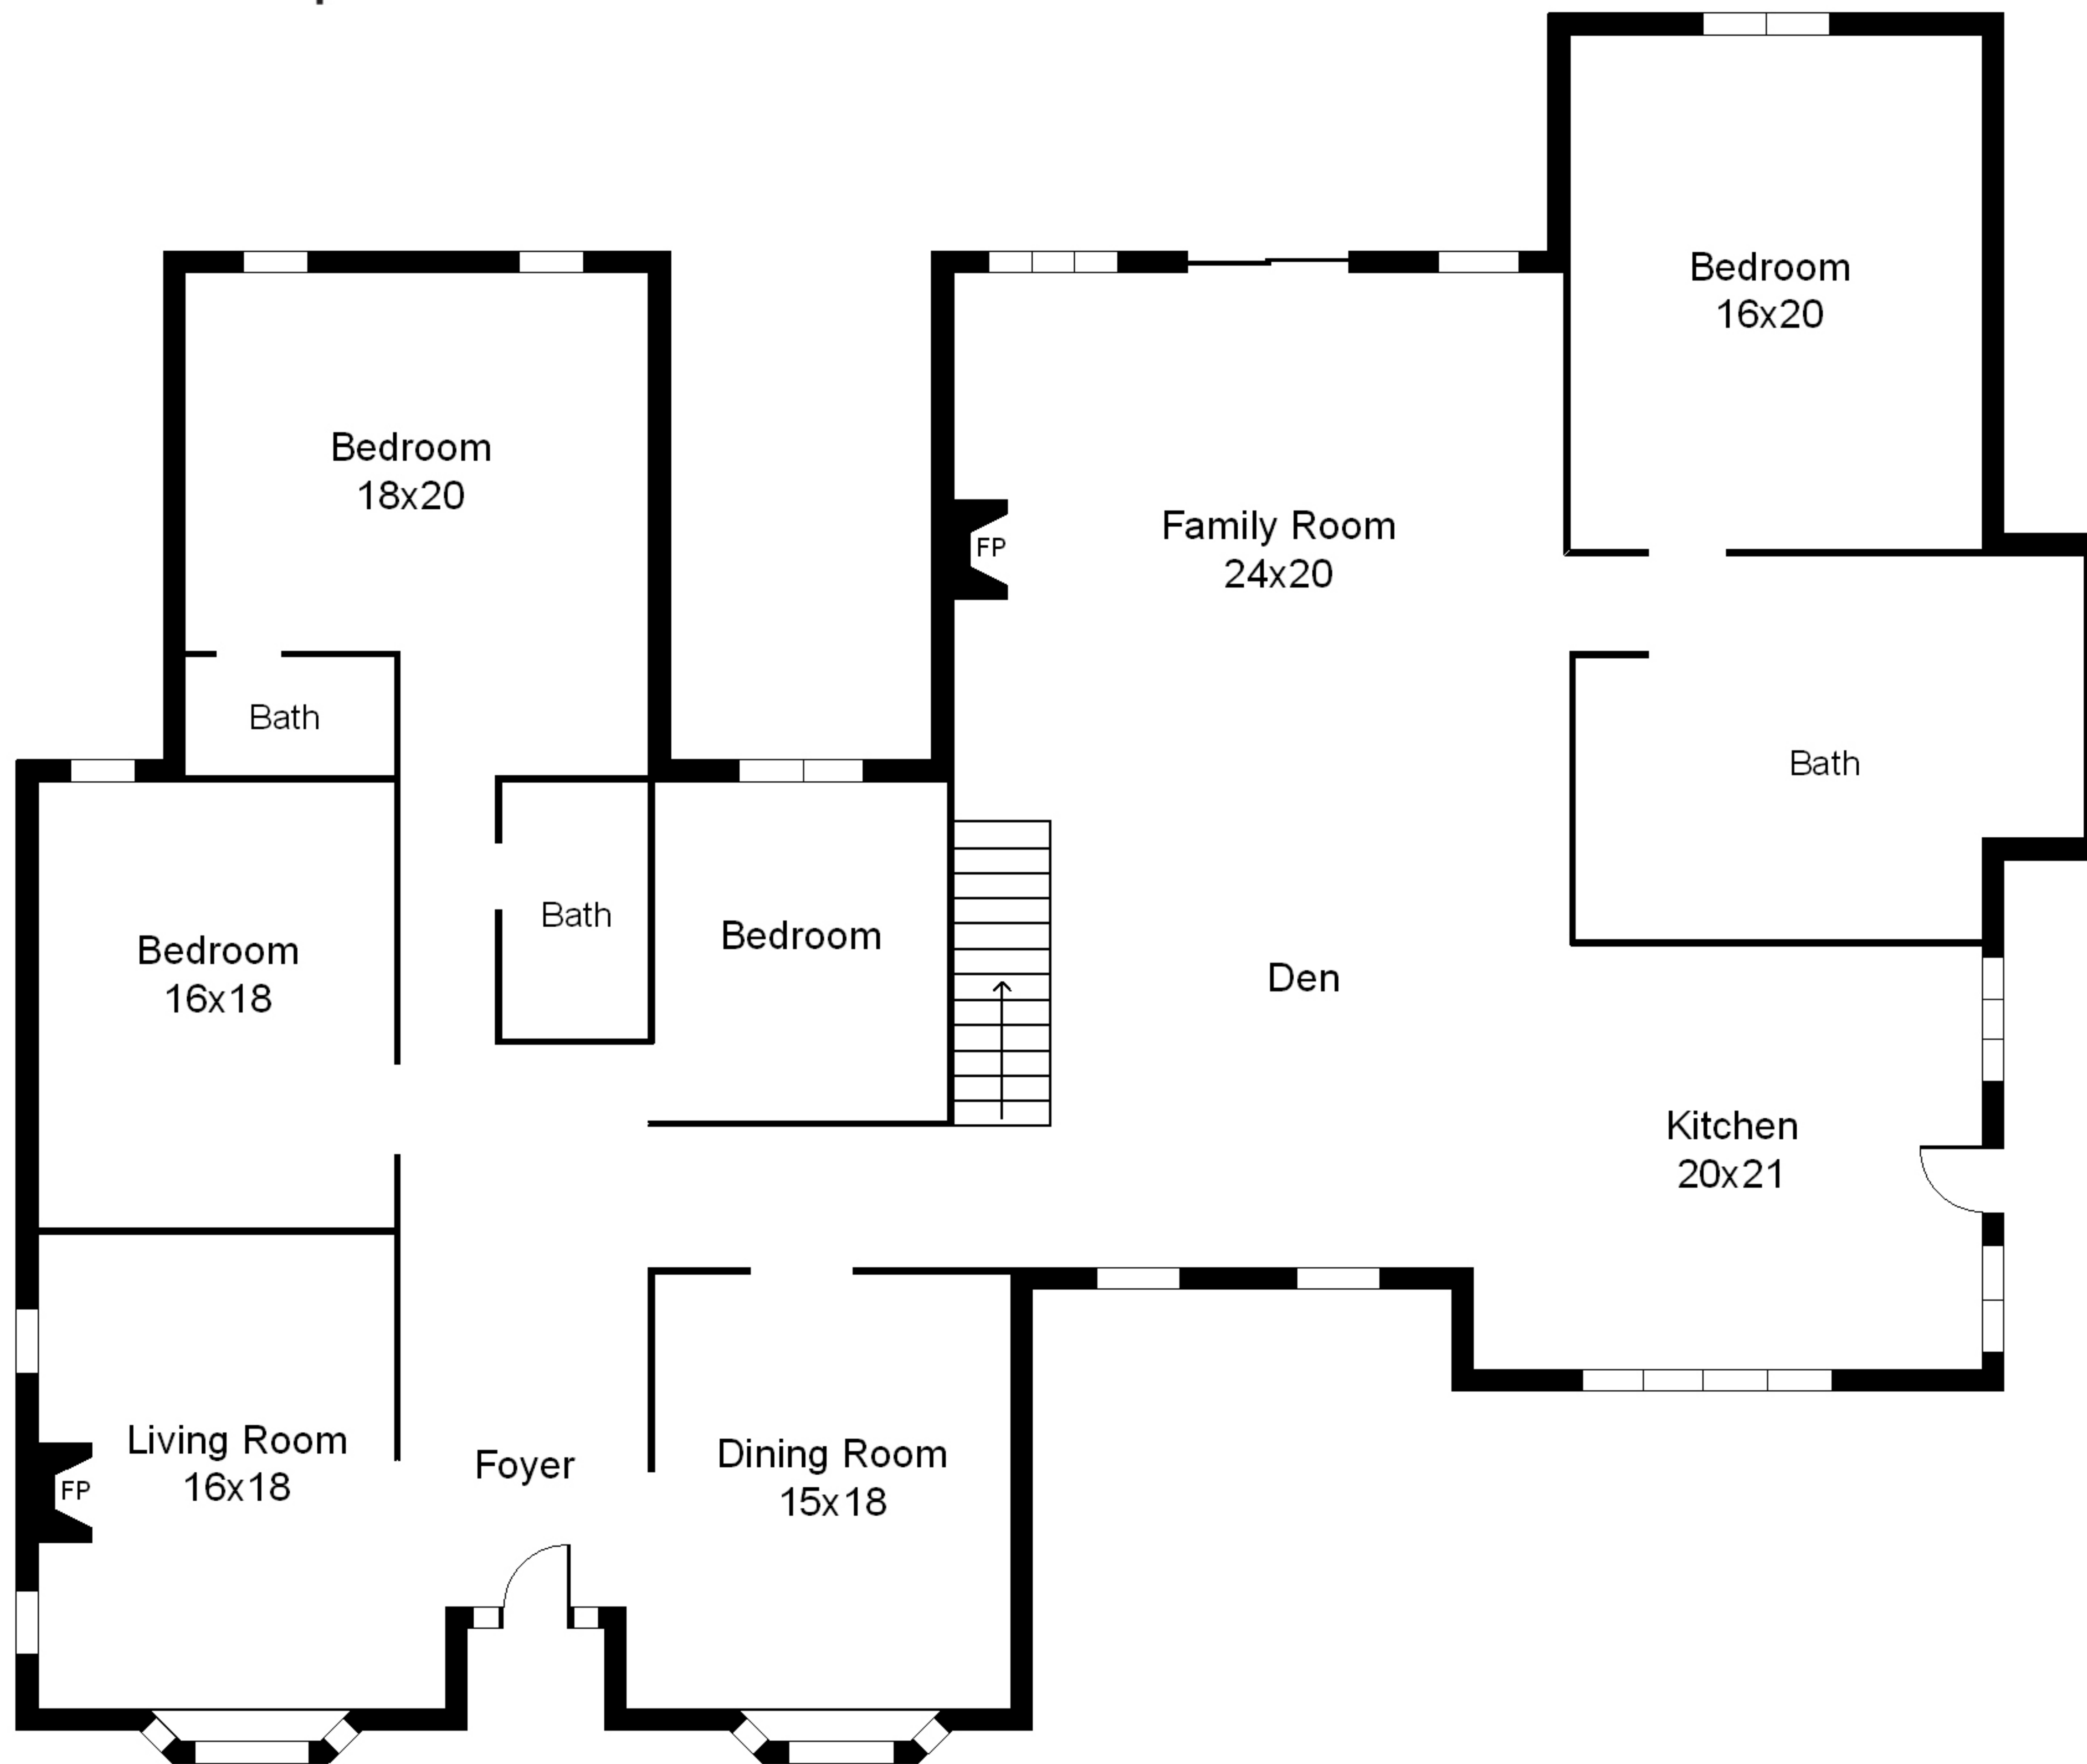 Bedroom
16x20
Bedroom
18x20
Family Room
24x20
FP
Bath
Bath
Bath
Bedroom
Bedroom
16x18
Den
Kitchen
20x21
Living Room
16x18
FP
Foyer
Dining Room
15x18